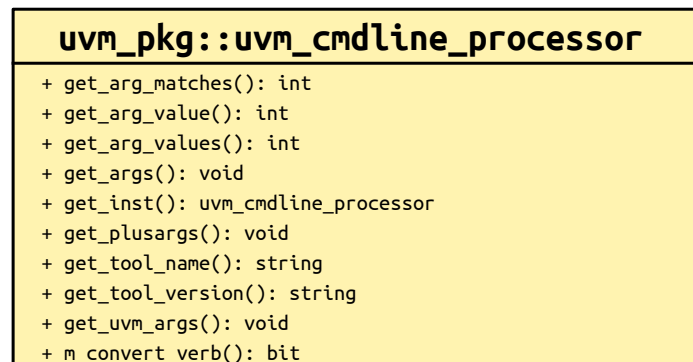 uvm_pkg::uvm_cmdline_processor
+ get_arg_matches(): int
+ get_arg_value(): int
+ get_arg_values(): int
+ get_args(): void
+ get_inst(): uvm_cmdline_processor
+ get_plusargs(): void
+ get_tool_name(): string
+ get_tool_version(): string
+ get_uvm_args(): void
+ m_convert_verb(): bit